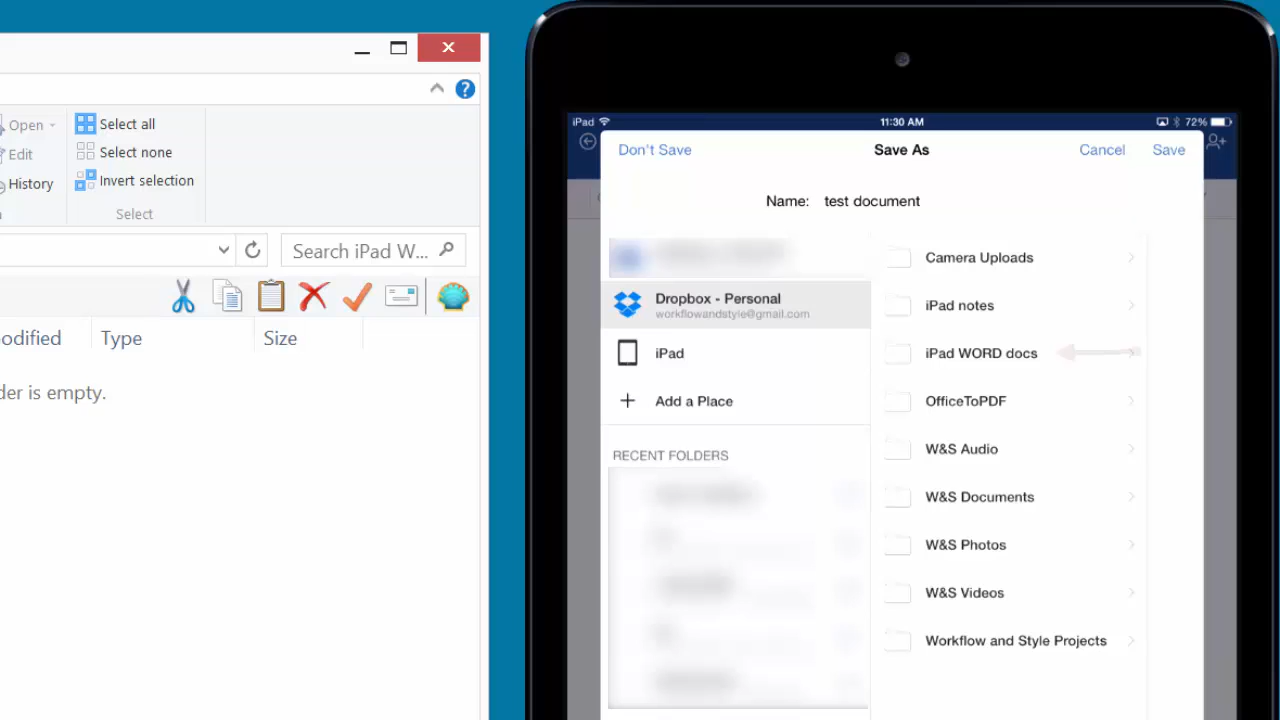 Open
Select all
Edit
Select none
History
Invert selection
Select
Search iPad W...
odified
Type
Size
der is empty.
iPad
11:30 AM
72%
Don't Save
Save As
Cancel
Save
Name: test document
Dropbox - Personal
workflowandstyle@gmail.com
iPad
Add a Place
RECENT FOLDERS
Camera Uploads
iPad notes
iPad WORD docs
OfficeToPDF
W&S Audio
W&S Documents
W&S Photos
W&S Videos
Workflow and Style Projects